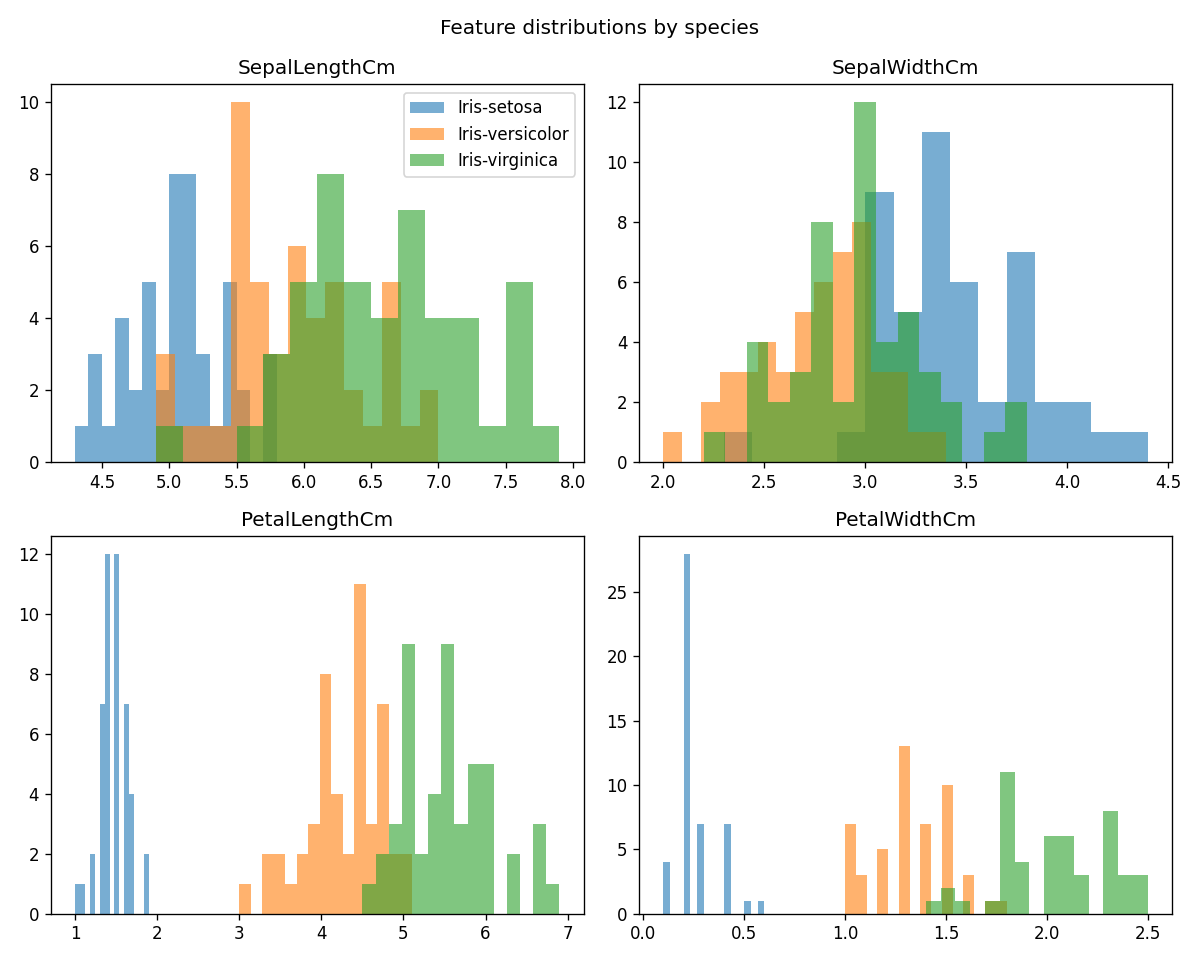 Feature distributions by species
SepalLengthCm
10
8
6
4
2
0
4.5 5.0 5.5 6.0 6.5 7.0 7.5 8.0
Iris-setosa
Iris-versicolor
Iris-virginica
SepalWidthCm
12
10
8
6
4
2
0
2.0 2.5 3.0 3.5 4.0 4.5
PetalLengthCm
12
10
8
6
4
2
0
1 2 3 4 5 6 7
PetalWidthCm
25
20
15
10
5
0
0.0 0.5 1.0 1.5 2.0 2.5